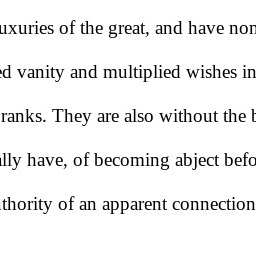 uxuries of the great, and have non
ed vanity and multiplied wishes in
ranks. They are also without the b
ally have, of becoming abject befo
thority of an apparent connection